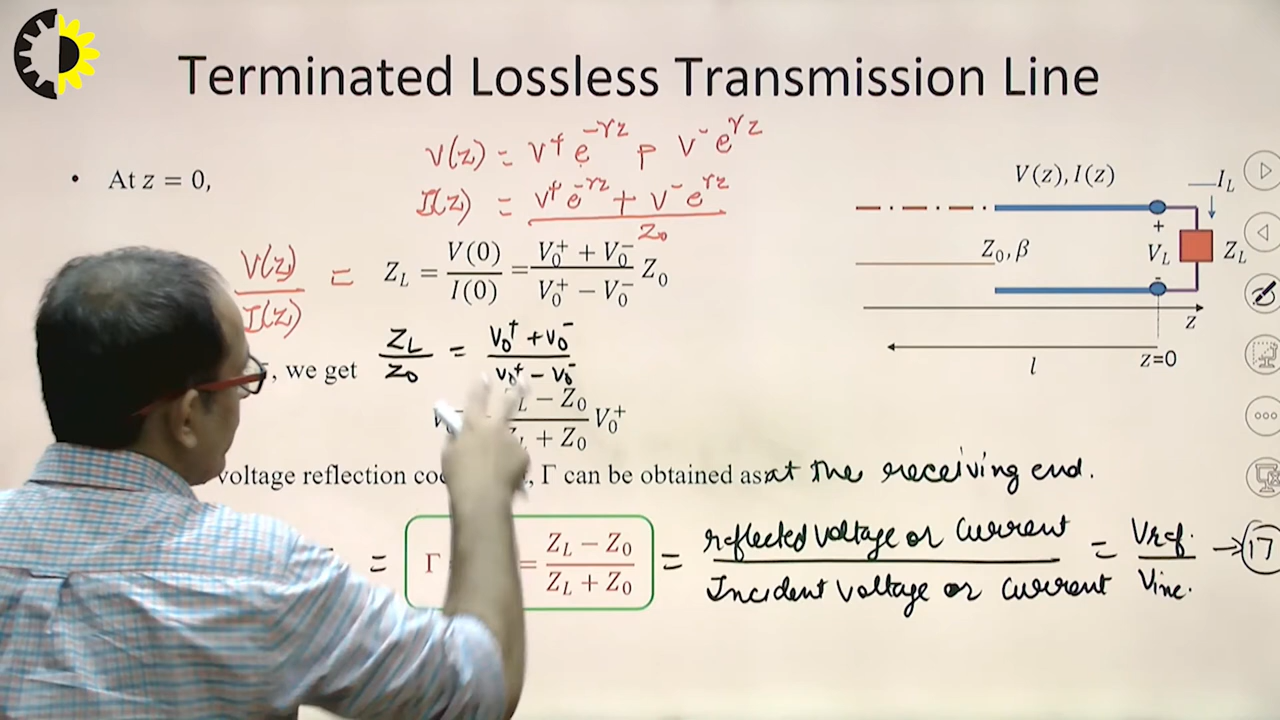 Terminated Lossless Transmission Line
V(z) = V⁺ e^{-γz} + V⁻ e^{γz}
• At z = 0,
I(z) = (V⁺ e^{-γz} + V⁻ e^{γz}) / Z₀
V(z) / I(z) = Z_L = V(0) / I(0) = (V₀⁺ + V₀⁻) / (V₀⁺ − V₀⁻) Z₀
, we get Z_L / Z₀ = (V₀⁺ + V₀⁻) / (V₀⁺ − V₀⁻)
− Z₀ / + Z₀ V₀⁺
voltage reflection Γ can be obtained as at the receiving end.
= Γ = (Z_L − Z₀) / (Z_L + Z₀) = reflected voltage or current / Incident voltage or current = Vref. / Vinc. → 17
V(z), I(z)
I_L
+
Z₀, β
V_L
Z_L
-
z
l
z=0